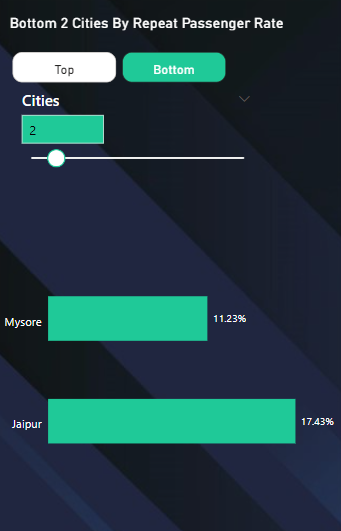 Bottom 2 Cities By Repeat Passenger Rate
Top
Bottom
Cities
2
Mysore
11.23%
Jaipur
17.43%